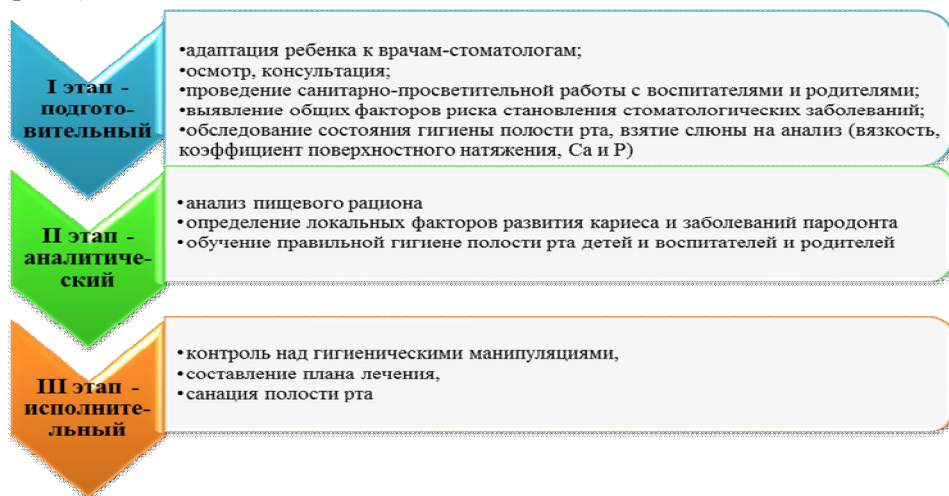 I этап -
подгото-
вительный
•адаптация ребенка к врачам-стоматологам;
•осмотр, консультация;
•проведение санитарно-просветительной работы с воспитателями и родителями;
•выявление общих факторов риска становления стоматологических заболеваний;
•обследование состояния гигиены полости рта, взятие слюны на анализ (вязкость,
коэффициент поверхностного натяжения, Са и Р)
II этап -
аналитиче-
ский
•анализ пищевого рациона
•определение локальных факторов развития кариеса и заболеваний пародонта
•обучение правильной гигиене полости рта детей и воспитателей и родителей
III этап -
исполните-
льный
•контроль над гигиеническими манипуляциями,
•составление плана лечения,
•санация полости рта